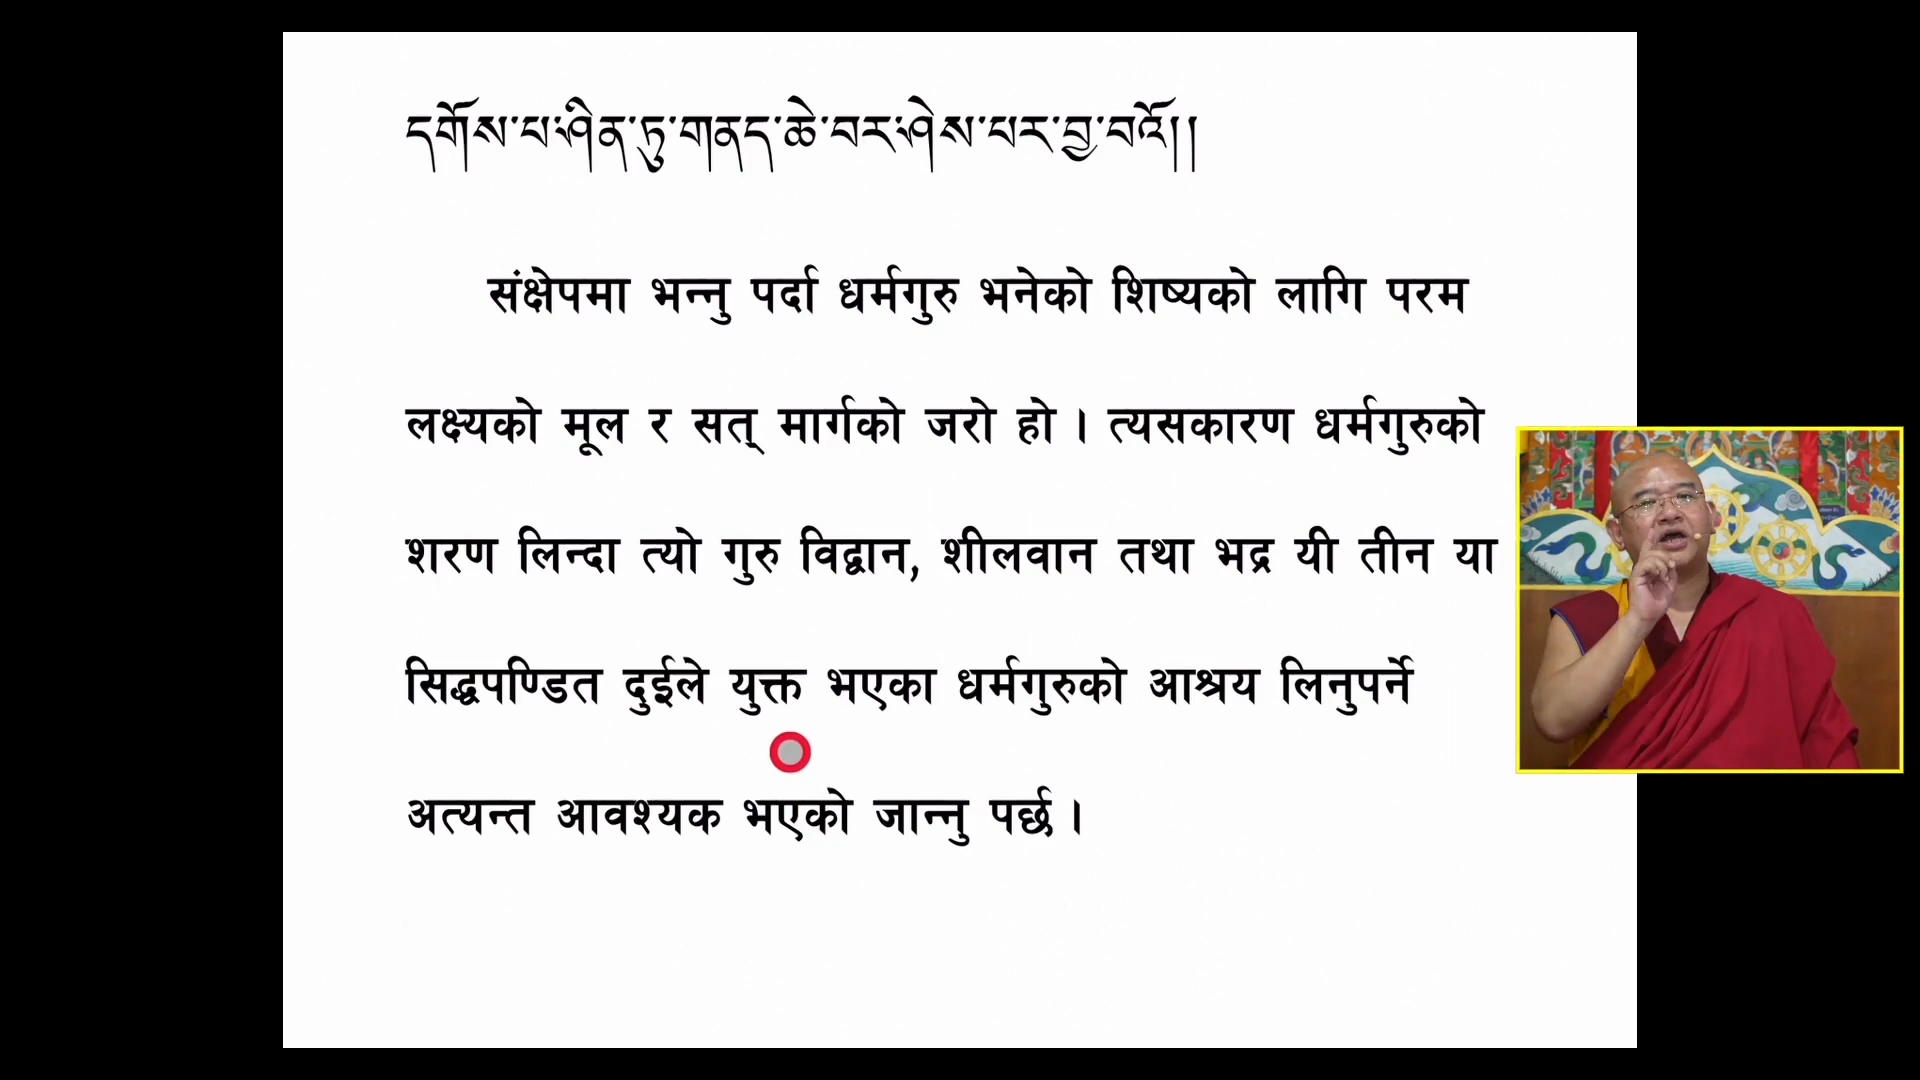 དགོས་པ་ཤིན་ཏུ་གནད་ཆེ་བར་ཤེས་པར་བྱ་བའོ།།
संक्षेपमा भन्नु पर्दा धर्मगुरु भनेको शिष्यको लागि परम
लक्ष्यको मूल र सत् मार्गको जरो हो । त्यसकारण धर्मगुरुको
शरण लिन्दा त्यो गुरु विद्वान, शीलवान तथा भद्र यी तीन या
सिद्धपण्डित दुईले युक्त भएका धर्मगुरुको आश्रय लिनुपर्ने
अत्यन्त आवश्यक भएको जान्नु पर्छ ।